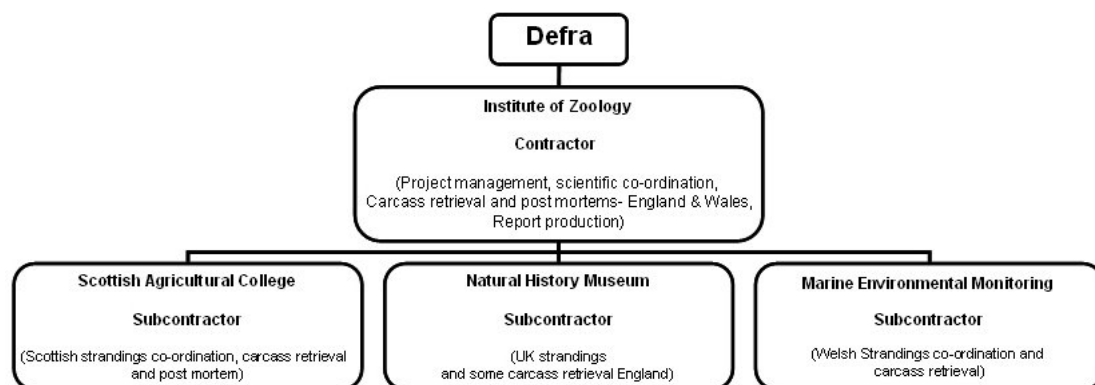 Defra
Institute of Zoology
Contractor
(Project management, scientific co-ordination,
Carcass retrieval and post mortems- England & Wales,
Report production)
Scottish Agricultural College
Subcontractor
(Scottish strandings co-ordination, carcass retrieval
and post mortem)
Natural History Museum
Subcontractor
(UK strandings
and some carcass retrieval England)
Marine Environmental Monitoring
Subcontractor
(Welsh Strandings co-ordination and
carcass retrieval)